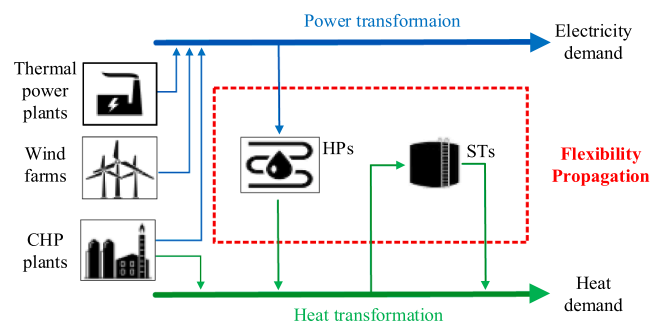 Power transformaion
Electricity
demand
Thermal
power
plants
HPs
STs
Wind
farms
Flexibility
Propagation
CHP
plants
Heat
demand
Heat transformation